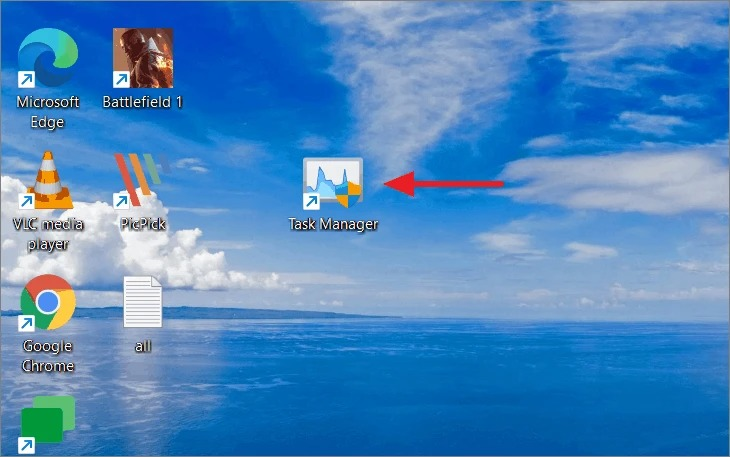 Microsoft
Edge
Battlefield 1
VLC media
player
PicPick
Task Manager
Google
Chrome
all